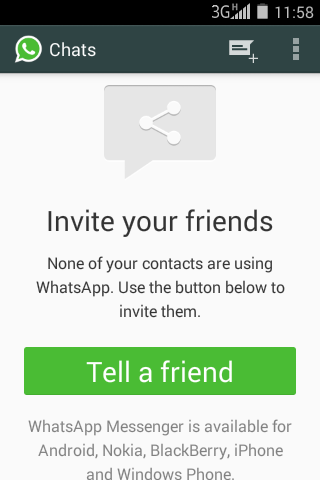 3G H 11:58
Chats
Invite your friends
None of your contacts are using
WhatsApp. Use the button below to
invite them.
Tell a friend
WhatsApp Messenger is available for
Android, Nokia, BlackBerry, iPhone
and Windows Phone.